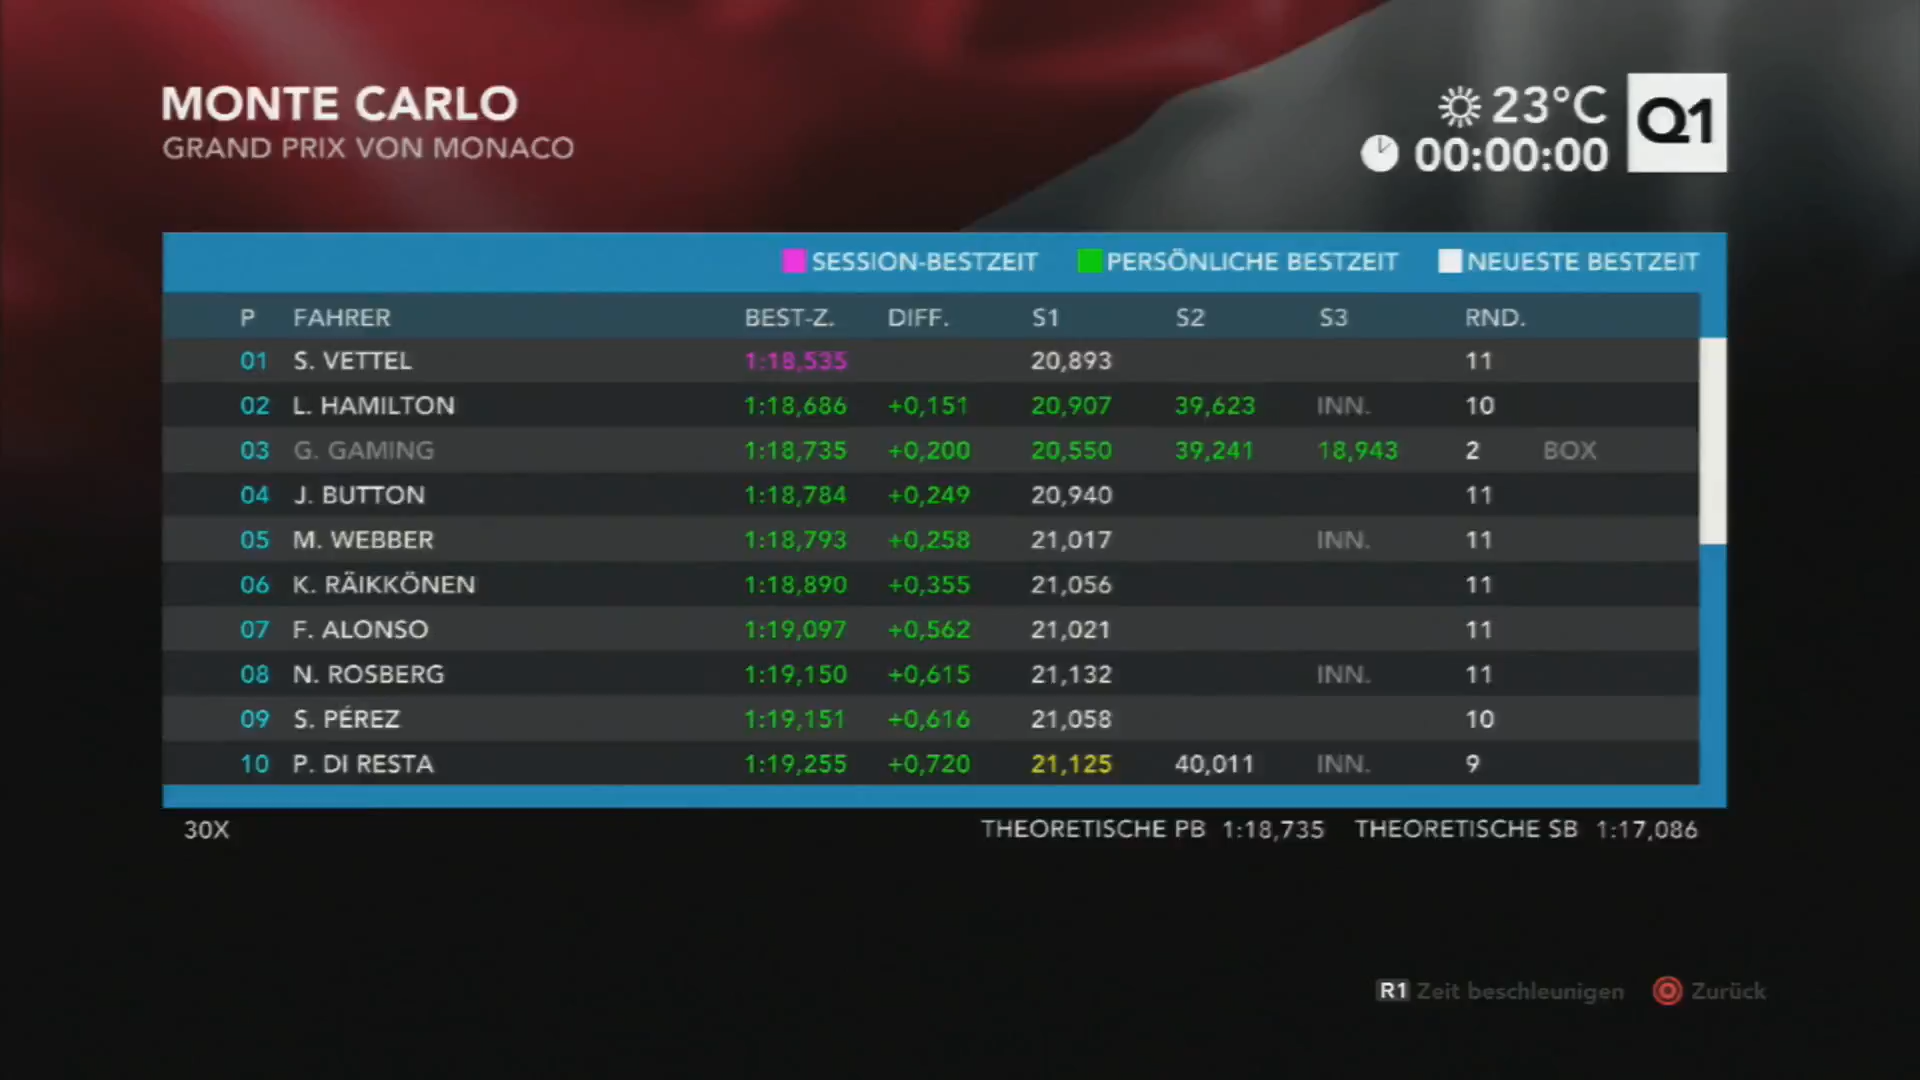 MONTE CARLO
GRAND PRIX VON MONACO
23°C
00:00:00
Q1
SESSION-BESTZEIT PERSÖNLICHE BESTZEIT NEUESTE BESTZEIT
P FAHRER BEST-Z. DIFF. S1 S2 S3 RND.
01 S. VETTEL 1:18,535 20,893 11
02 L. HAMILTON 1:18,686 +0,151 20,907 39,623 INN. 10
03 G. GAMING 1:18,735 +0,200 20,550 39,241 18,943 2 BOX
04 J. BUTTON 1:18,784 +0,249 20,940 11
05 M. WEBBER 1:18,793 +0,258 21,017 INN. 11
06 K. RÄIKKÖNEN 1:18,890 +0,355 21,056 11
07 F. ALONSO 1:19,097 +0,562 21,021 11
08 N. ROSBERG 1:19,150 +0,615 21,132 INN. 11
09 S. PÉREZ 1:19,151 +0,616 21,058 10
10 P. DI RESTA 1:19,255 +0,720 21,125 40,011 INN. 9
30X THEORETISCHE PB 1:18,735 THEORETISCHE SB 1:17,086
R1 Zeit beschleunigen Zurück